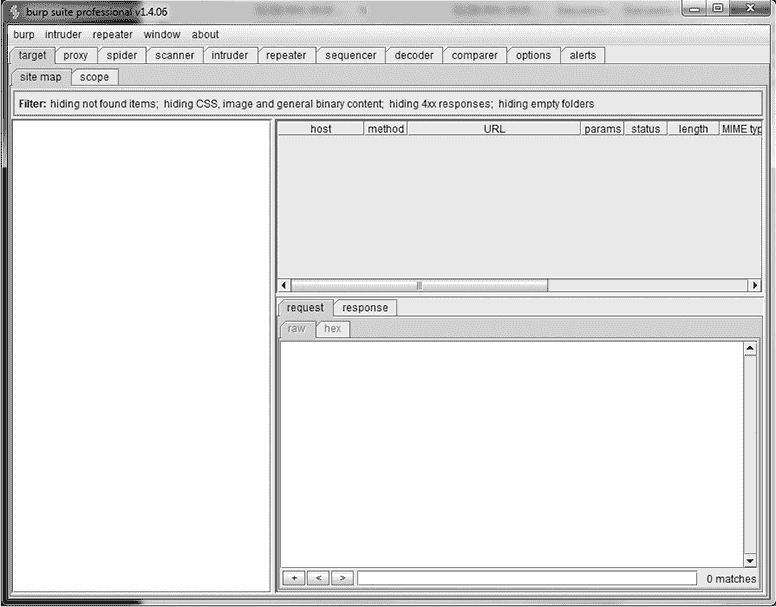 burp suite professional v1.4.06
burp intruder repeater window about
target proxy spider scanner intruder repeater sequencer decoder comparer options alerts
site map scope
Filter: hiding not found items; hiding CSS, image and general binary content; hiding 4xx responses; hiding empty folders
host method URL params status length MIME typ
request response
raw hex
+ < > 0 matches